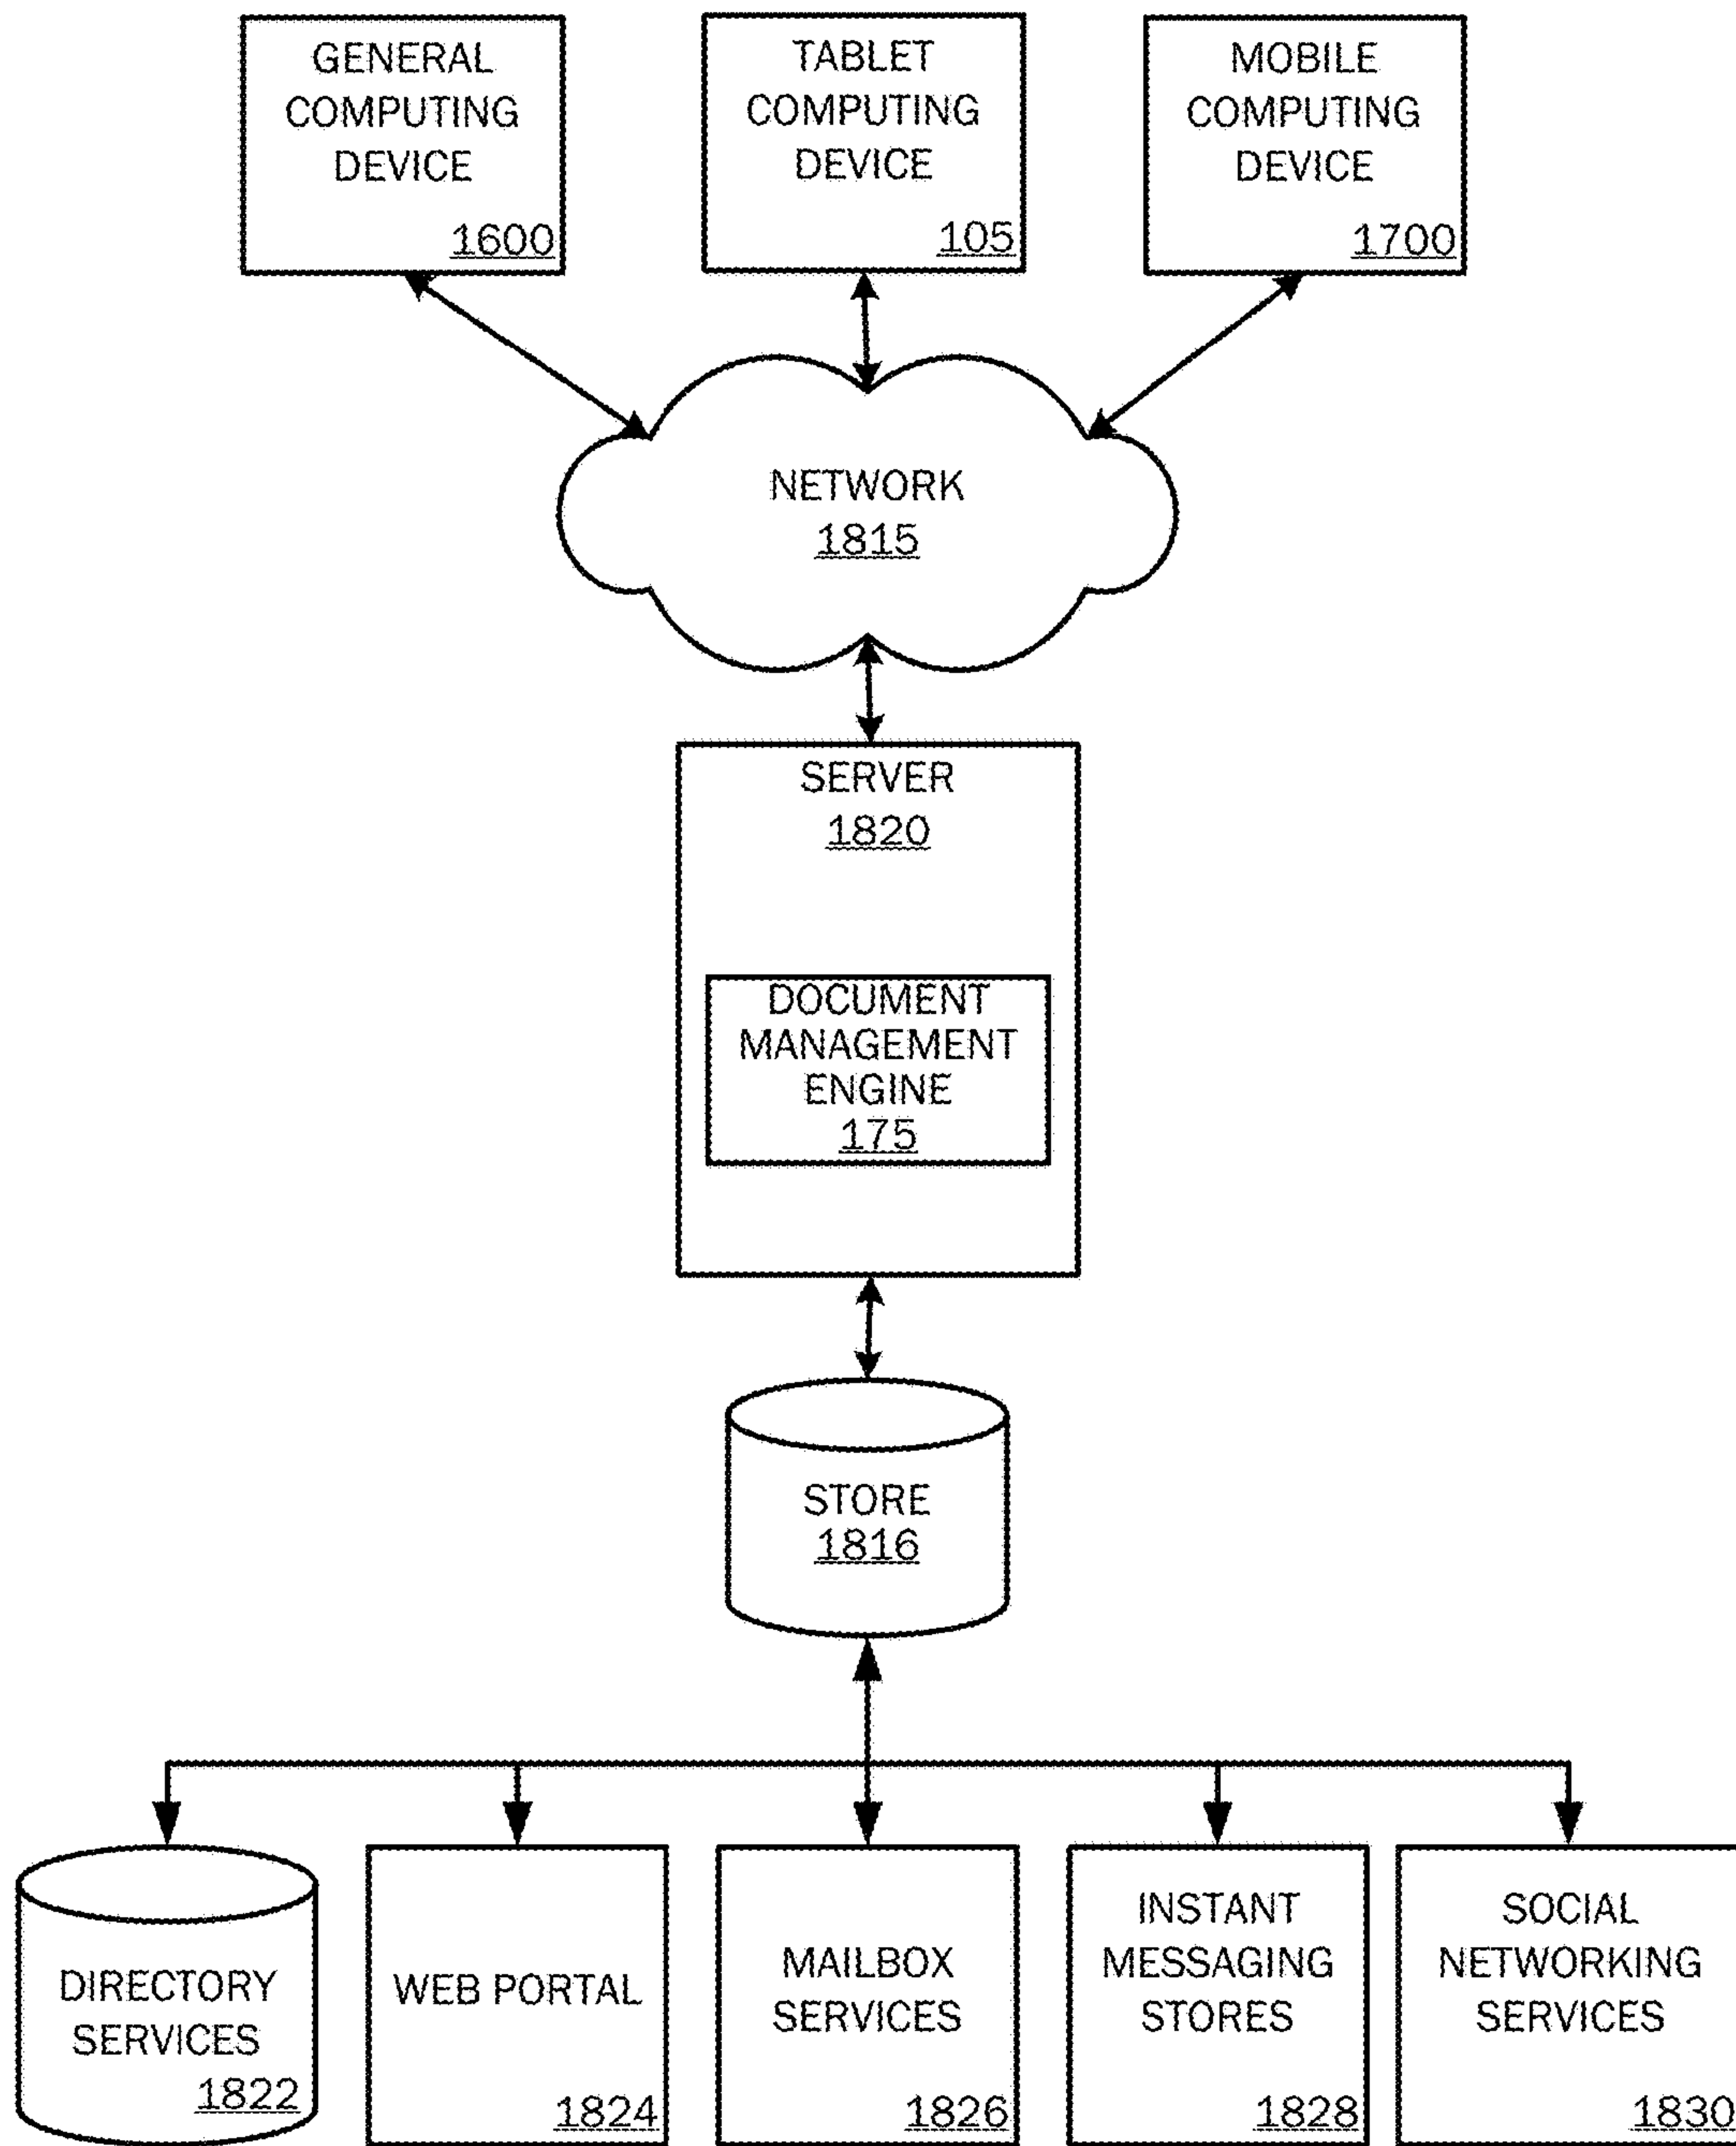 GENERAL
COMPUTING
DEVICE
1600
TABLET
COMPUTING
DEVICE
105
MOBILE
COMPUTING
DEVICE
1700
NETWORK
1815
SERVER
1820
DOCUMENT
MANAGEMENT
ENGINE
175
STORE
1816
DIRECTORY
SERVICES
1822
WEB PORTAL
1824
MAILBOX
SERVICES
1826
INSTANT
MESSAGING
STORES
1828
SOCIAL
NETWORKING
SERVICES
1830